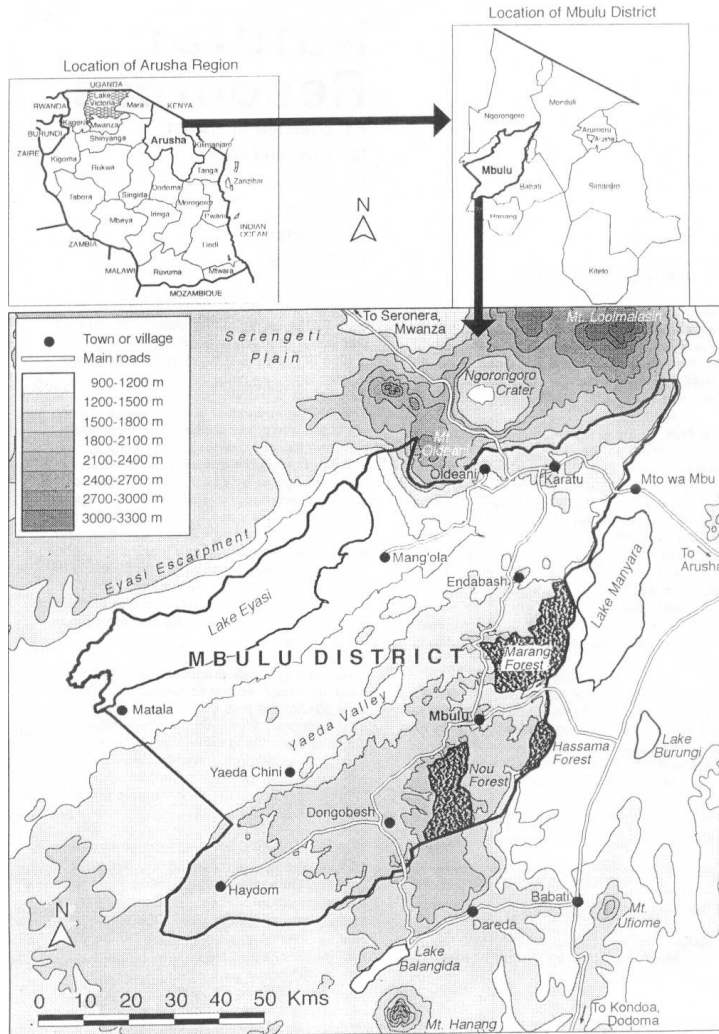 Location of Mbulu District
Location of Arusha Region
UGANDA
RWANDA
Lake
Victoria
Mara
KENYA
Kagera
Mwanza
BURUNDI
Shinyanga
Arusha
Kilimanjaro
ZAIRE
Kigoma
Rukwa
Tanga
Dodoma
Zanzibar
Tabora
Singida
Morogoro
Mbeya
Iringa
Pwani
INDIAN
OCEAN
ZAMBIA
Lindi
MALAWI
Ruvuma
Mtwara
MOZAMBIQUE
N
Monduli
Ngorongoro
Arumeru
Arusha
Mbulu
Babati
Simanjiro
Hanang
Kiteto
Town or village
Main roads
900-1200 m
1200-1500 m
1500-1800 m
1800-2100 m
2100-2400 m
2400-2700 m
2700-3000 m
3000-3300 m
To Seronera,
Mwanza
Serengeti
Plain
Mt. Loolmalasin
Ngorongoro
Crater
Mt.
Oldeani
Oldeani
Karatu
Mto wa Mbu
To
Arusha
Eyasi Escarpment
Mang'ola
Endabash
Lake Eyasi
Lake Manyara
MBULU DISTRICT
Marang
Forest
Matala
Yaeda Valley
Mbulu
Hassama
Forest
Lake
Burungi
Yaeda Chini
Nou
Forest
Dongobesh
Haydom
Babati
Mt.
Ufiome
Dareda
N
Lake
Balangida
0 10 20 30 40 50 Kms
Mt. Hanang
To Kondoa,
Dodoma